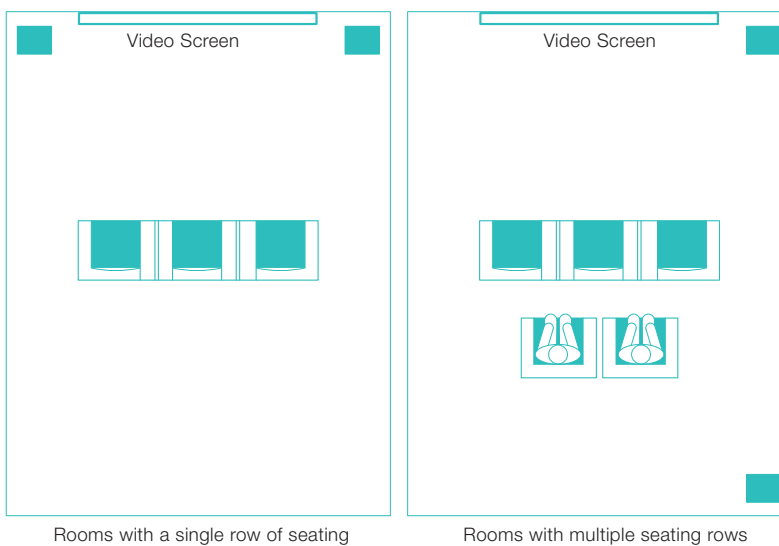 Video Screen
Video Screen
Rooms with a single row of seating
Rooms with multiple seating rows